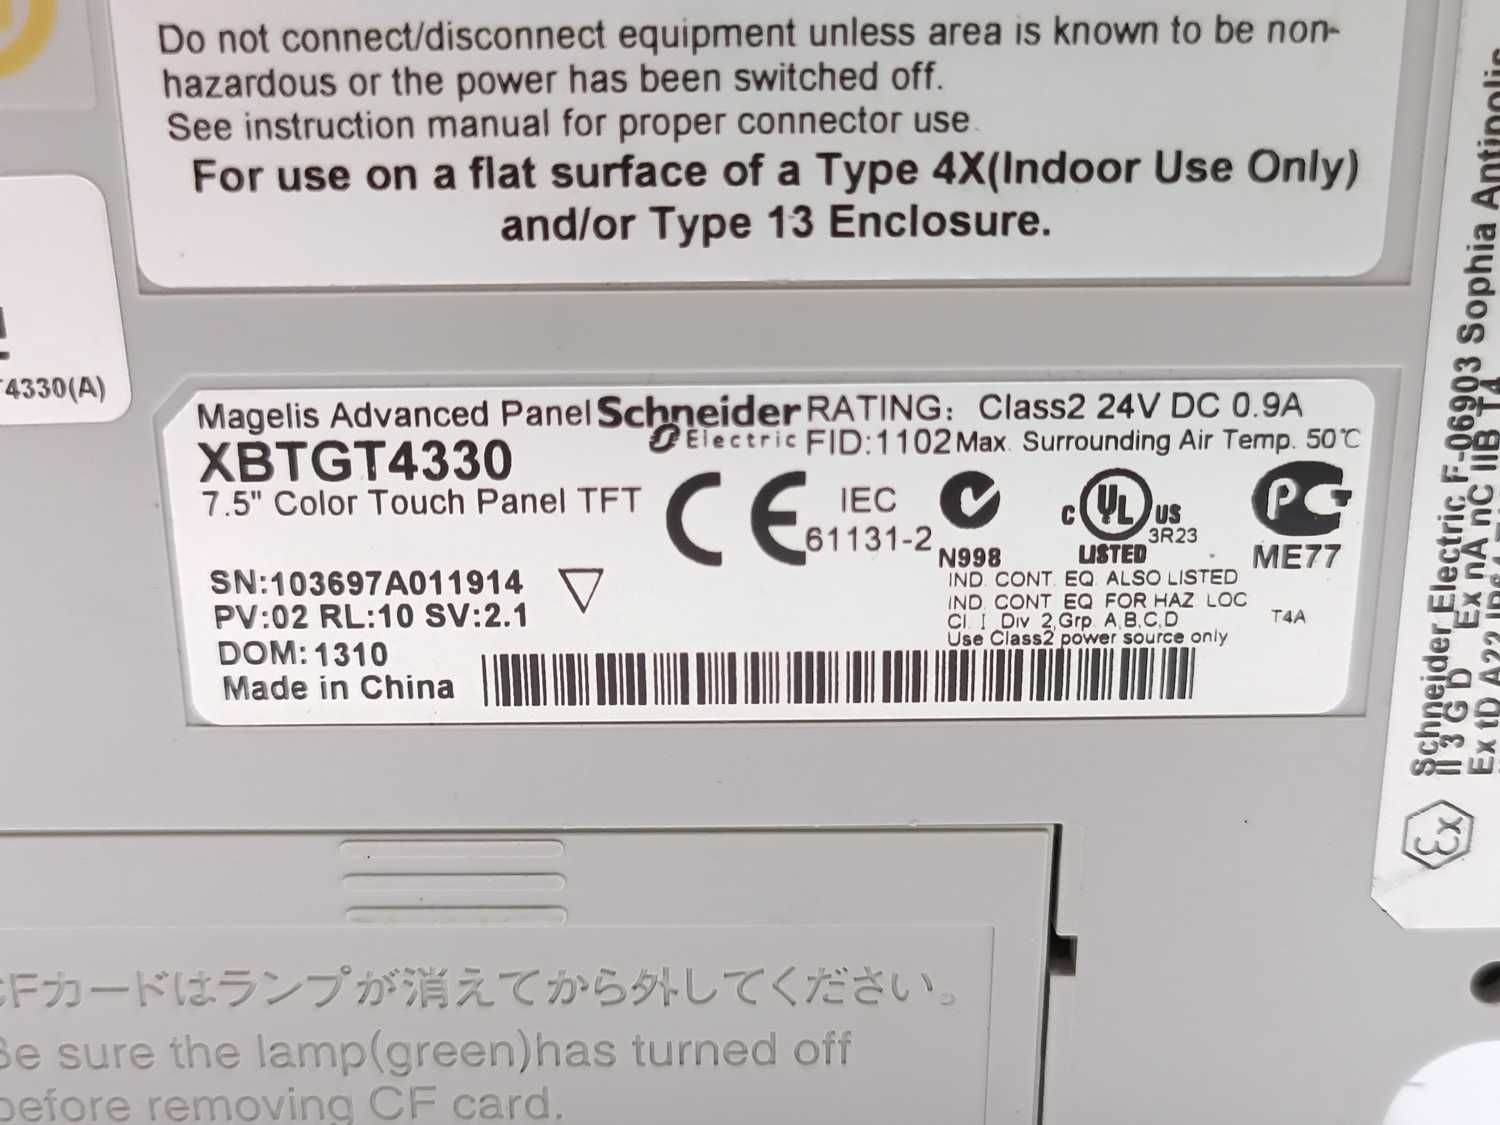 Do not connect/disconnect equipment unless area is known to be non-
hazardous or the power has been switched off.
See instruction manual for proper connector use.
For use on a flat surface of a Type 4X(Indoor Use Only)
and/or Type 13 Enclosure.
4330(A)
Magelis Advanced Panel Schneider Electric RATING: Class2 24V DC 0.9A
XBTGT4330 FID:1102 Max. Surrounding Air Temp. 50℃
7.5" Color Touch Panel TFT
CE
IEC
61131-2
N998
C UL US
LISTED
3R23
PG
ME77
SN:103697A011914
PV:02 RL:10 SV:2.1
DOM:1310
Made in China
IND. CONT. EQ. ALSO LISTED
IND. CONT. EQ. FOR HAZ. LOC.
Cl. I, Div 2,Grp. A,B,C,D T4A
Use Class2 power source only
Schneider Electric F-06903 Sophia Antipolis
II 3 G D Ex nA nC IIB T4
Ex tD A22
Ex
CFカードはランプが消えてから外してください。
Be sure the lamp(green)has turned off
before removing CF card.